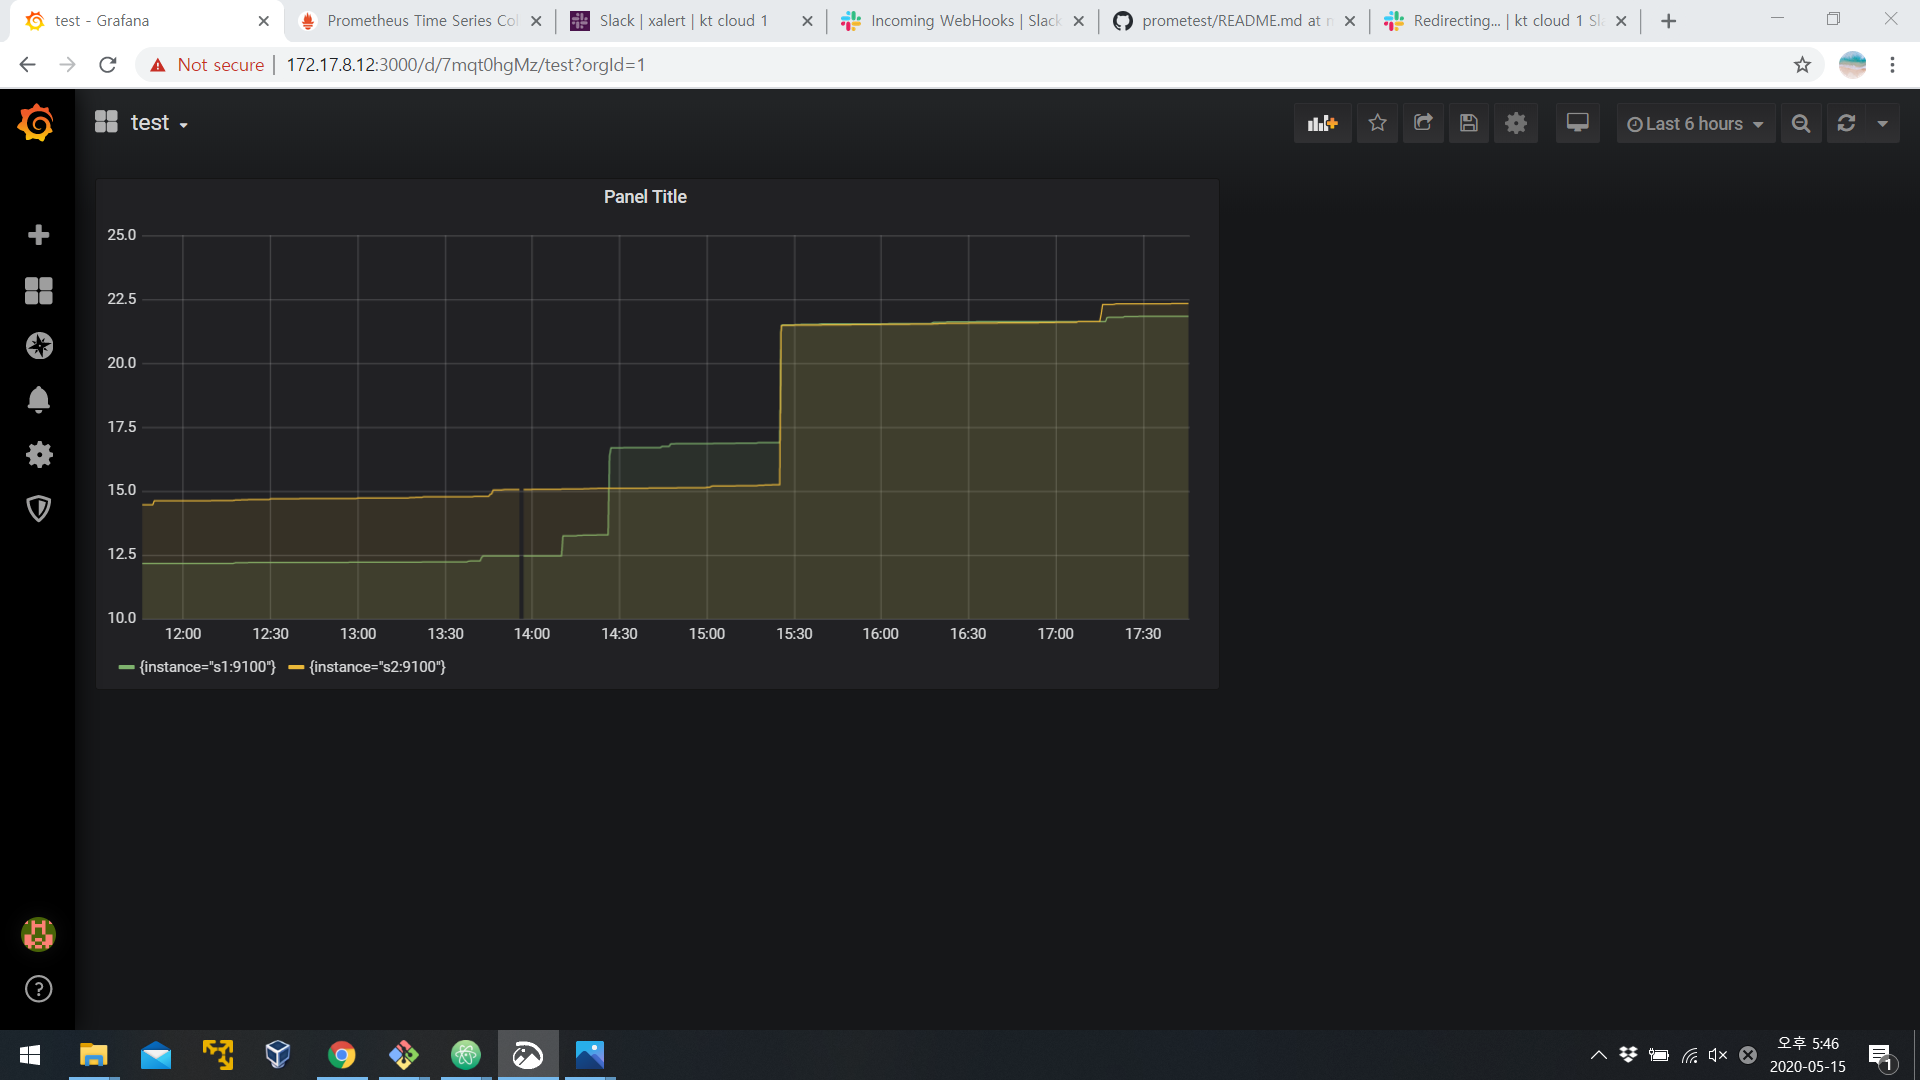 test - Grafana
Prometheus Time Series Col
Slack | xalert | kt cloud 1
Incoming WebHooks | Slack
prometest/README.md at m
Redirecting... | kt cloud 1 Sl
Not secure
172.17.8.12:3000/d/7mqt0hgMz/test?orgId=1
test
Last 6 hours
Panel Title
25.0
22.5
20.0
17.5
15.0
12.5
10.0
12:00 12:30 13:00 13:30 14:00 14:30 15:00 15:30 16:00 16:30 17:00 17:30
{instance="s1:9100"} {instance="s2:9100"}
오후 5:46
2020-05-15
1